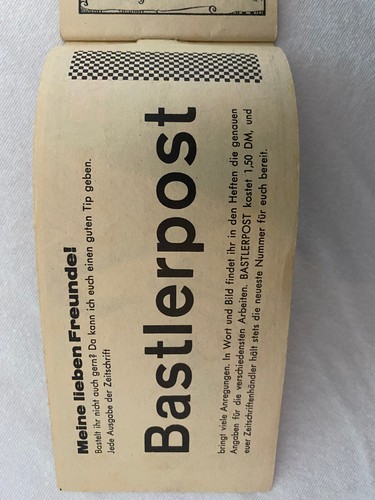 Meine lieben Freunde!
Bastelt ihr nicht auch gern? Da kann ich euch einen guten Tip geben.
Jede Ausgabe der Zeitschrift
Bastlerpost
bringt viele Anregungen. In Wort und Bild findet ihr in den Heften die genauen
Angaben für die verschiedensten Arbeiten. BASTLERPOST kostet 1,50 DM, und
euer Zeitschriftenhändler hält stets die neueste Nummer für euch bereit.